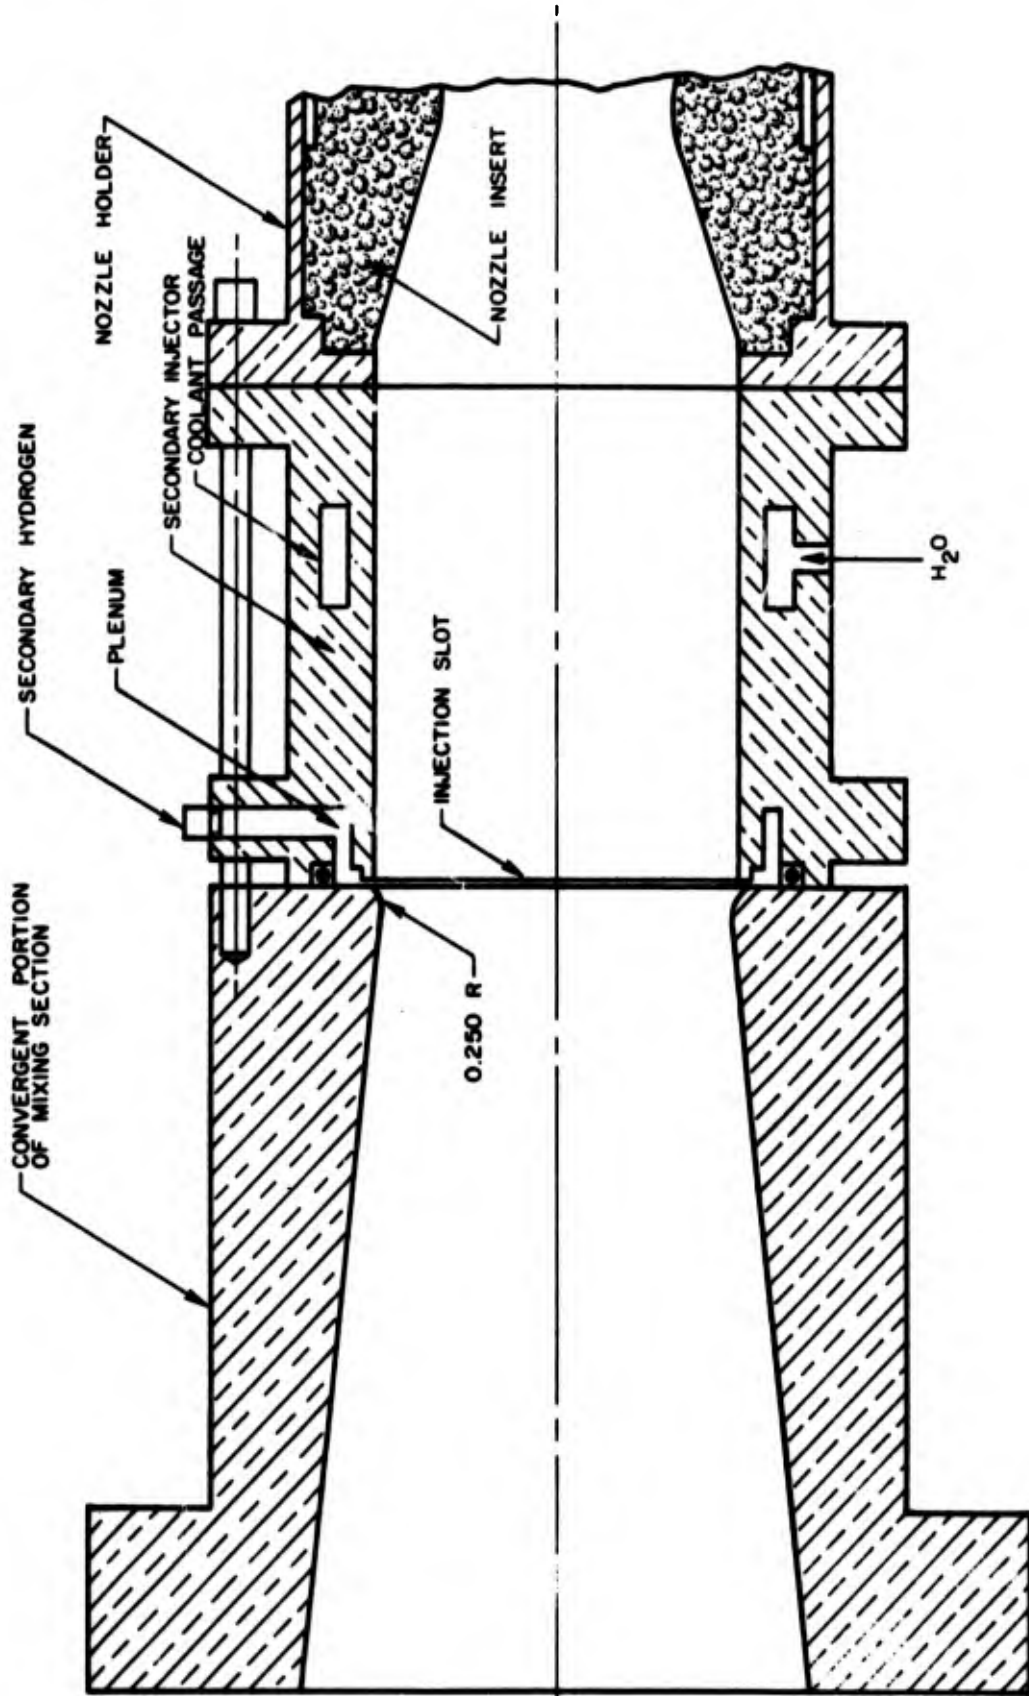 CONVERGENT PORTION
OF MIXING SECTION
SECONDARY HYDROGEN
PLENUM
SECONDARY INJECTOR
COOLANT PASSAGE
NOZZLE HOLDER
0.250 R
INJECTION SLOT
NOZZLE INSERT
H₂O